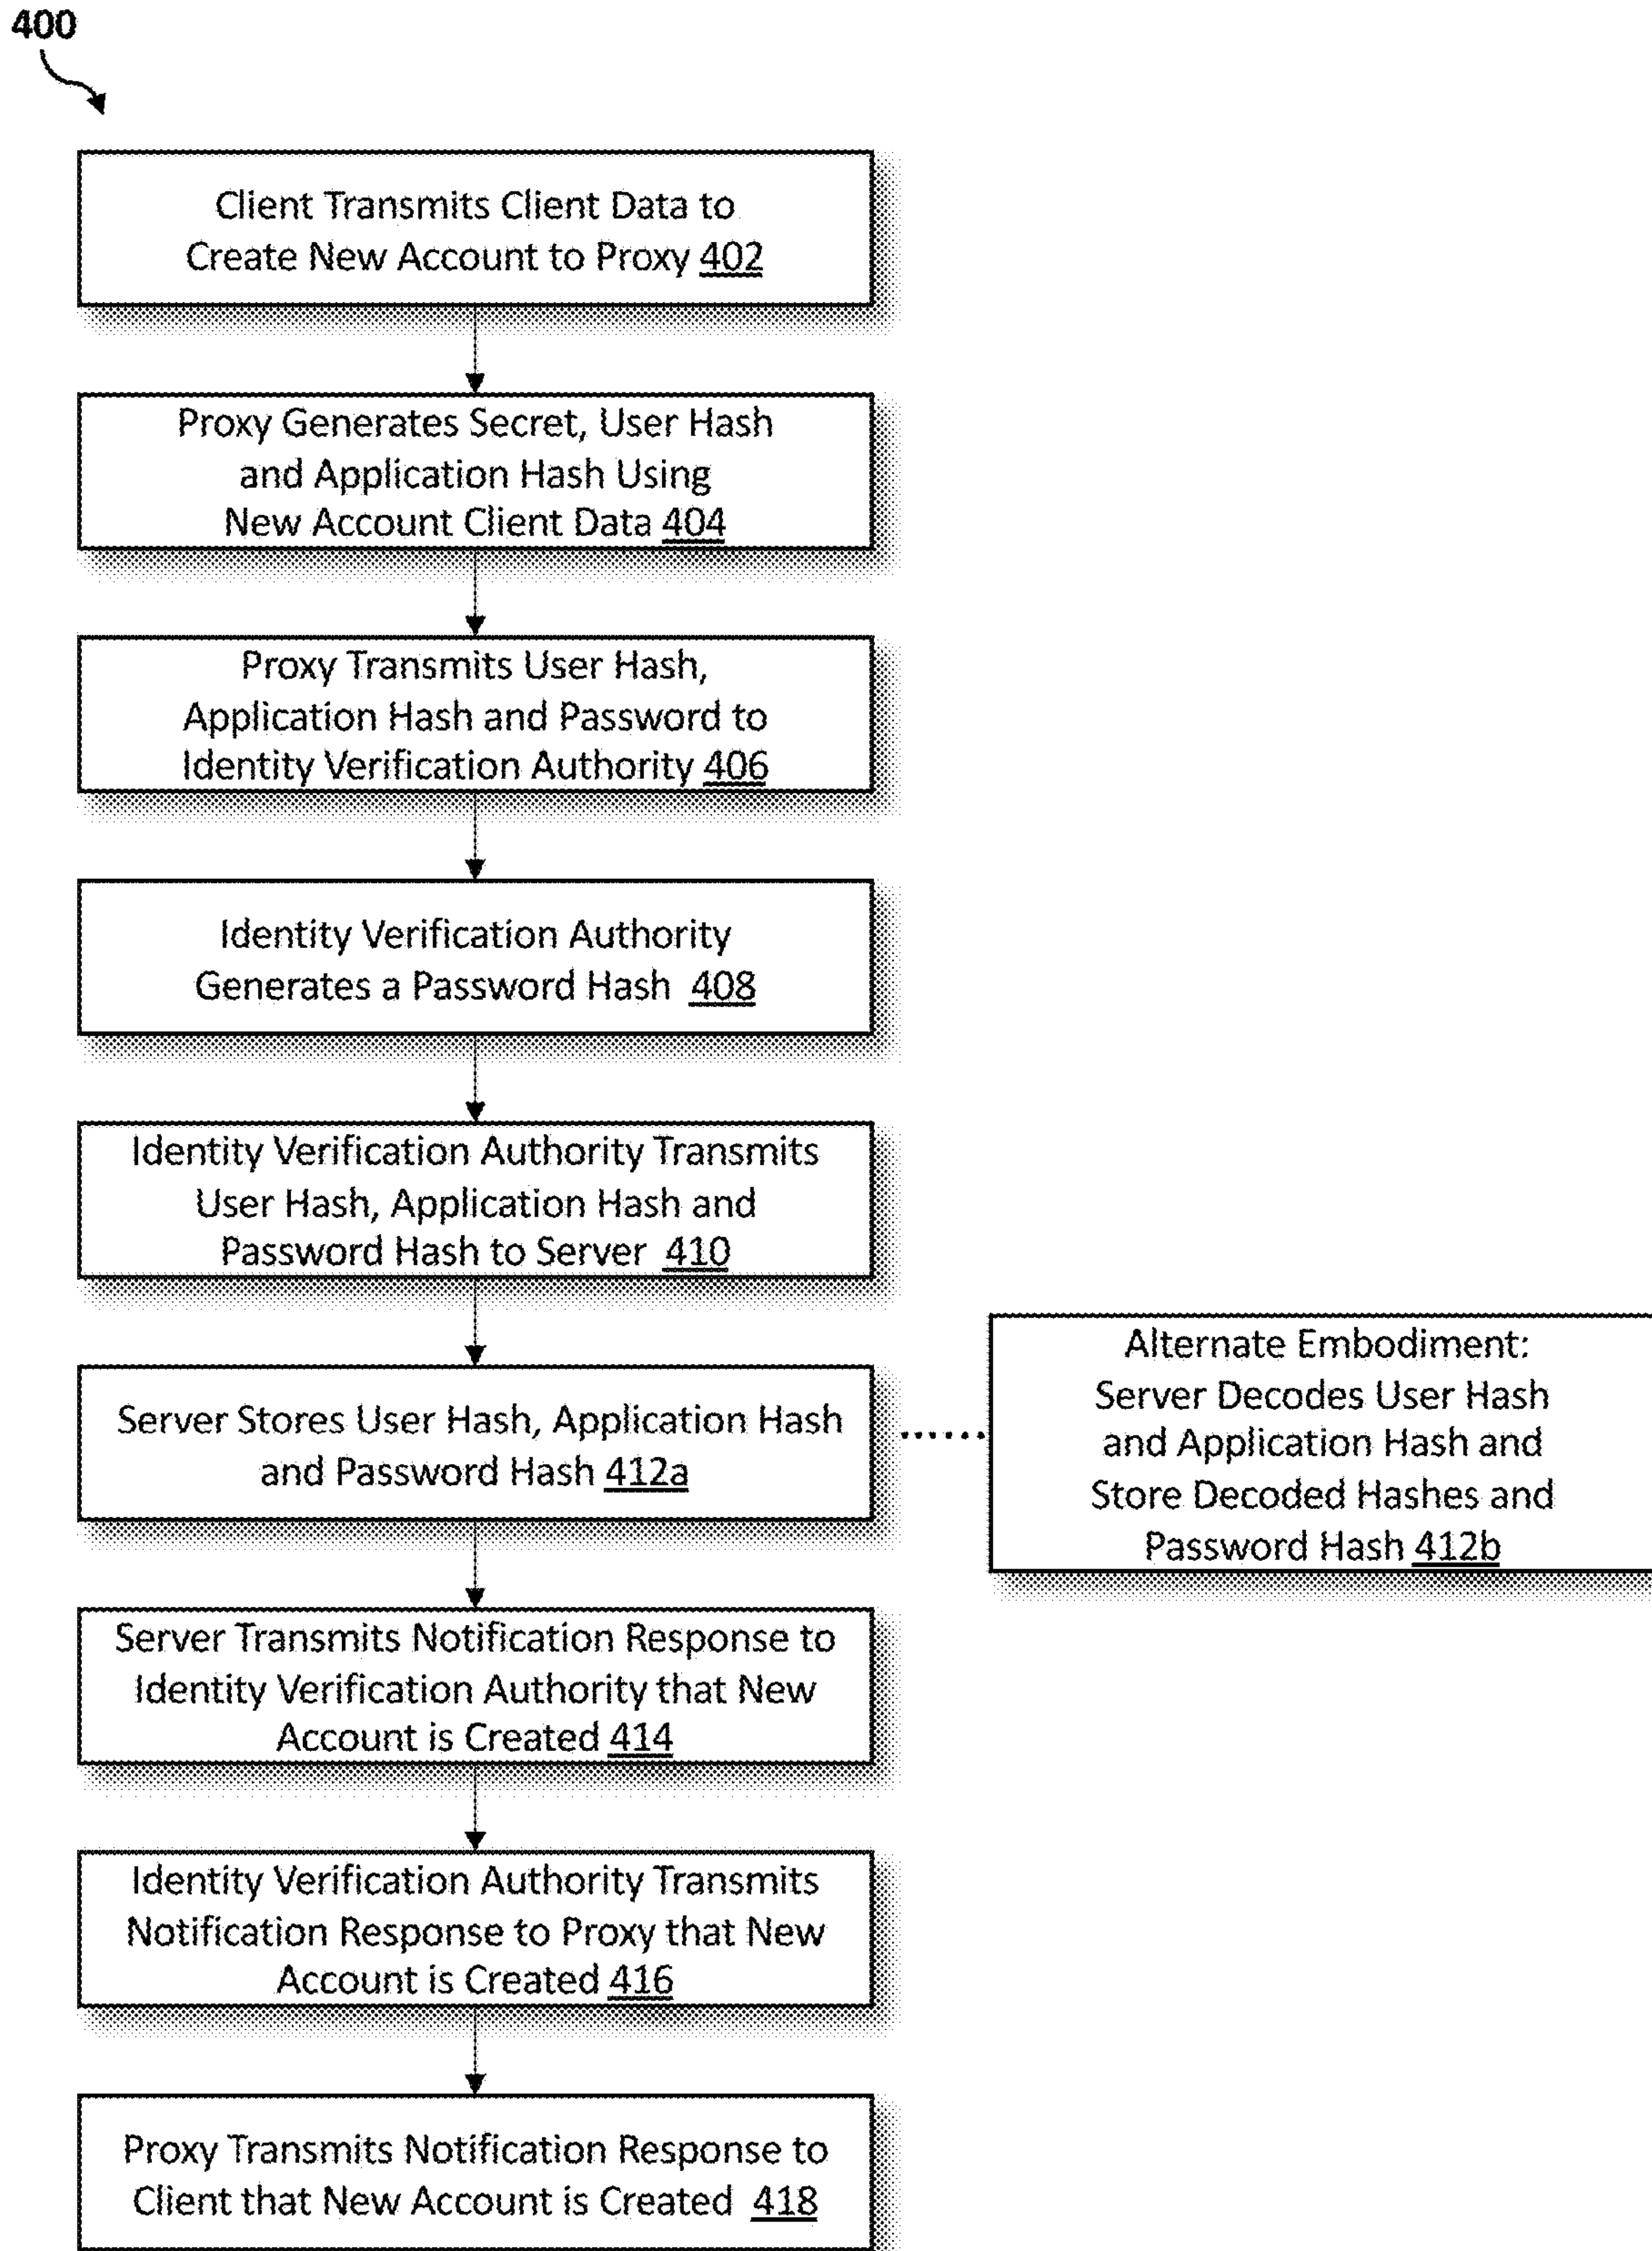 400
Client Transmits Client Data to
Create New Account to Proxy 402
Proxy Generates Secret, User Hash
and Application Hash Using
New Account Client Data 404
Proxy Transmits User Hash,
Application Hash and Password to
Identity Verification Authority 406
Identity Verification Authority
Generates a Password Hash 408
Identity Verification Authority Transmits
User Hash, Application Hash and
Password Hash to Server 410
Server Stores User Hash, Application Hash
and Password Hash 412a
Alternate Embodiment:
Server Decodes User Hash
and Application Hash and
Store Decoded Hashes and
Password Hash 412b
Server Transmits Notification Response to
Identity Verification Authority that New
Account is Created 414
Identity Verification Authority Transmits
Notification Response to Proxy that New
Account is Created 416
Proxy Transmits Notification Response to
Client that New Account is Created 418